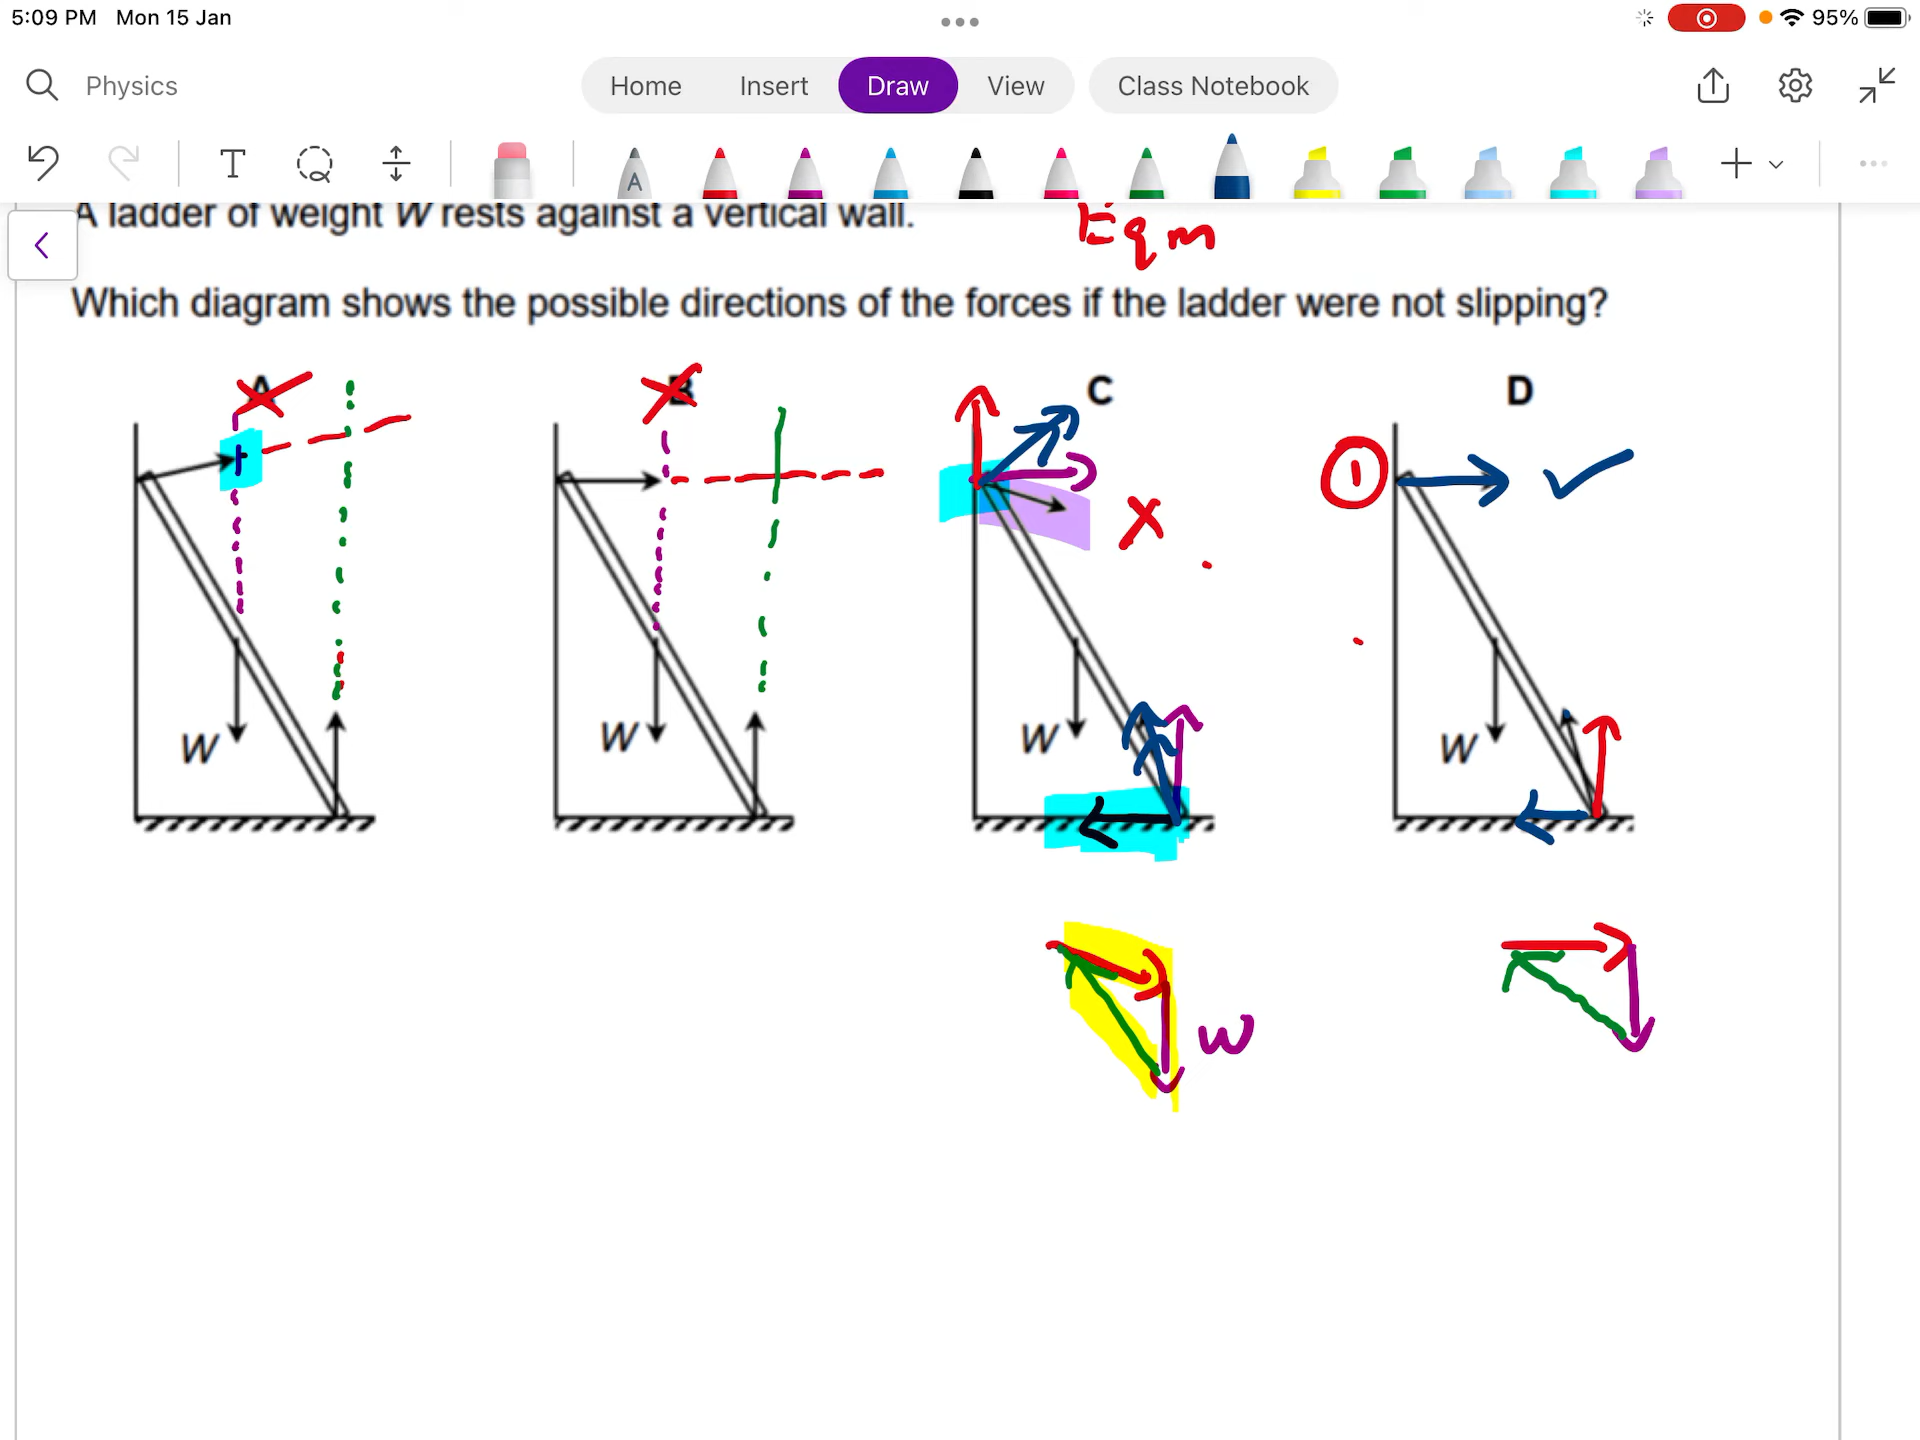 5:09 PM Mon 15 Jan
95%
Physics
Home Insert Draw View Class Notebook
T
A
A ladder of weight W rests against a vertical wall.
Eqm
Which diagram shows the possible directions of the forces if the ladder were not slipping?
A B C D
1
W W W W
W